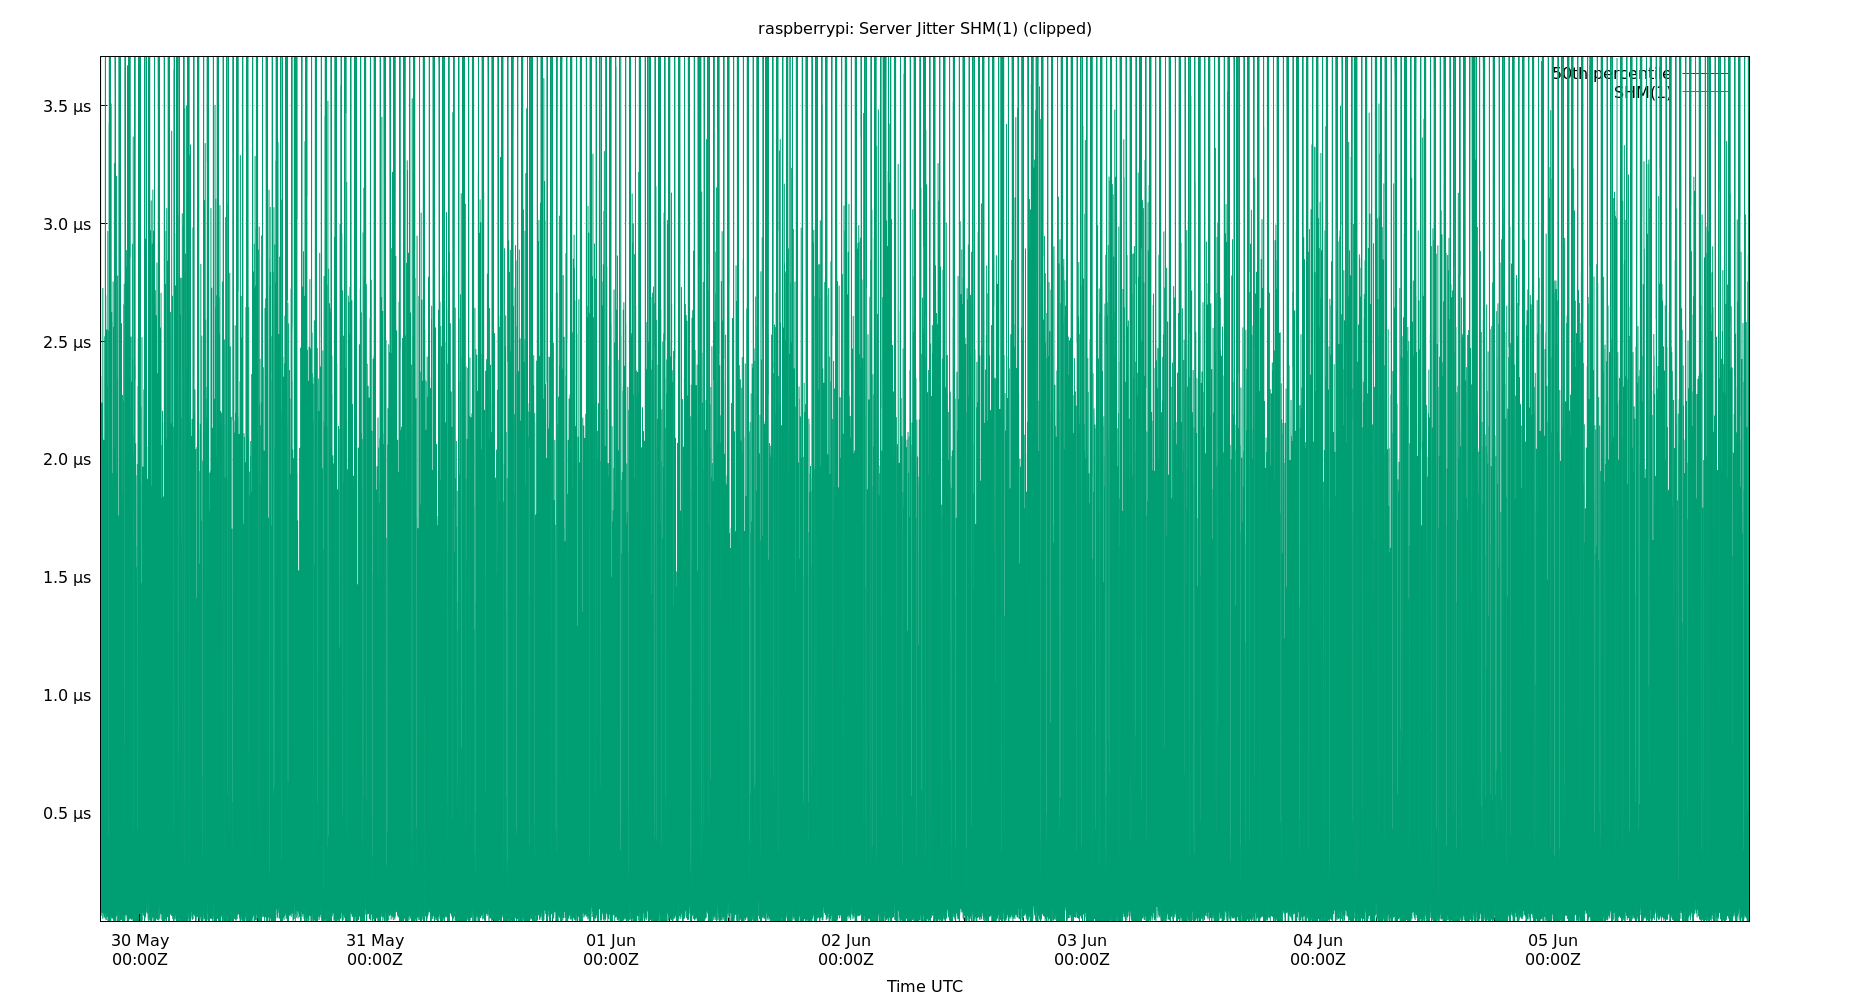 raspberrypi: Server Jitter SHM(1) (clipped)
50th percentile
SHM(1)
3.5 μs
3.0 μs
2.5 μs
2.0 μs
1.5 μs
1.0 μs
0.5 μs
30 May 31 May 01 Jun 02 Jun 03 Jun 04 Jun 05 Jun
00:00Z 00:00Z 00:00Z 00:00Z 00:00Z 00:00Z 00:00Z
Time UTC